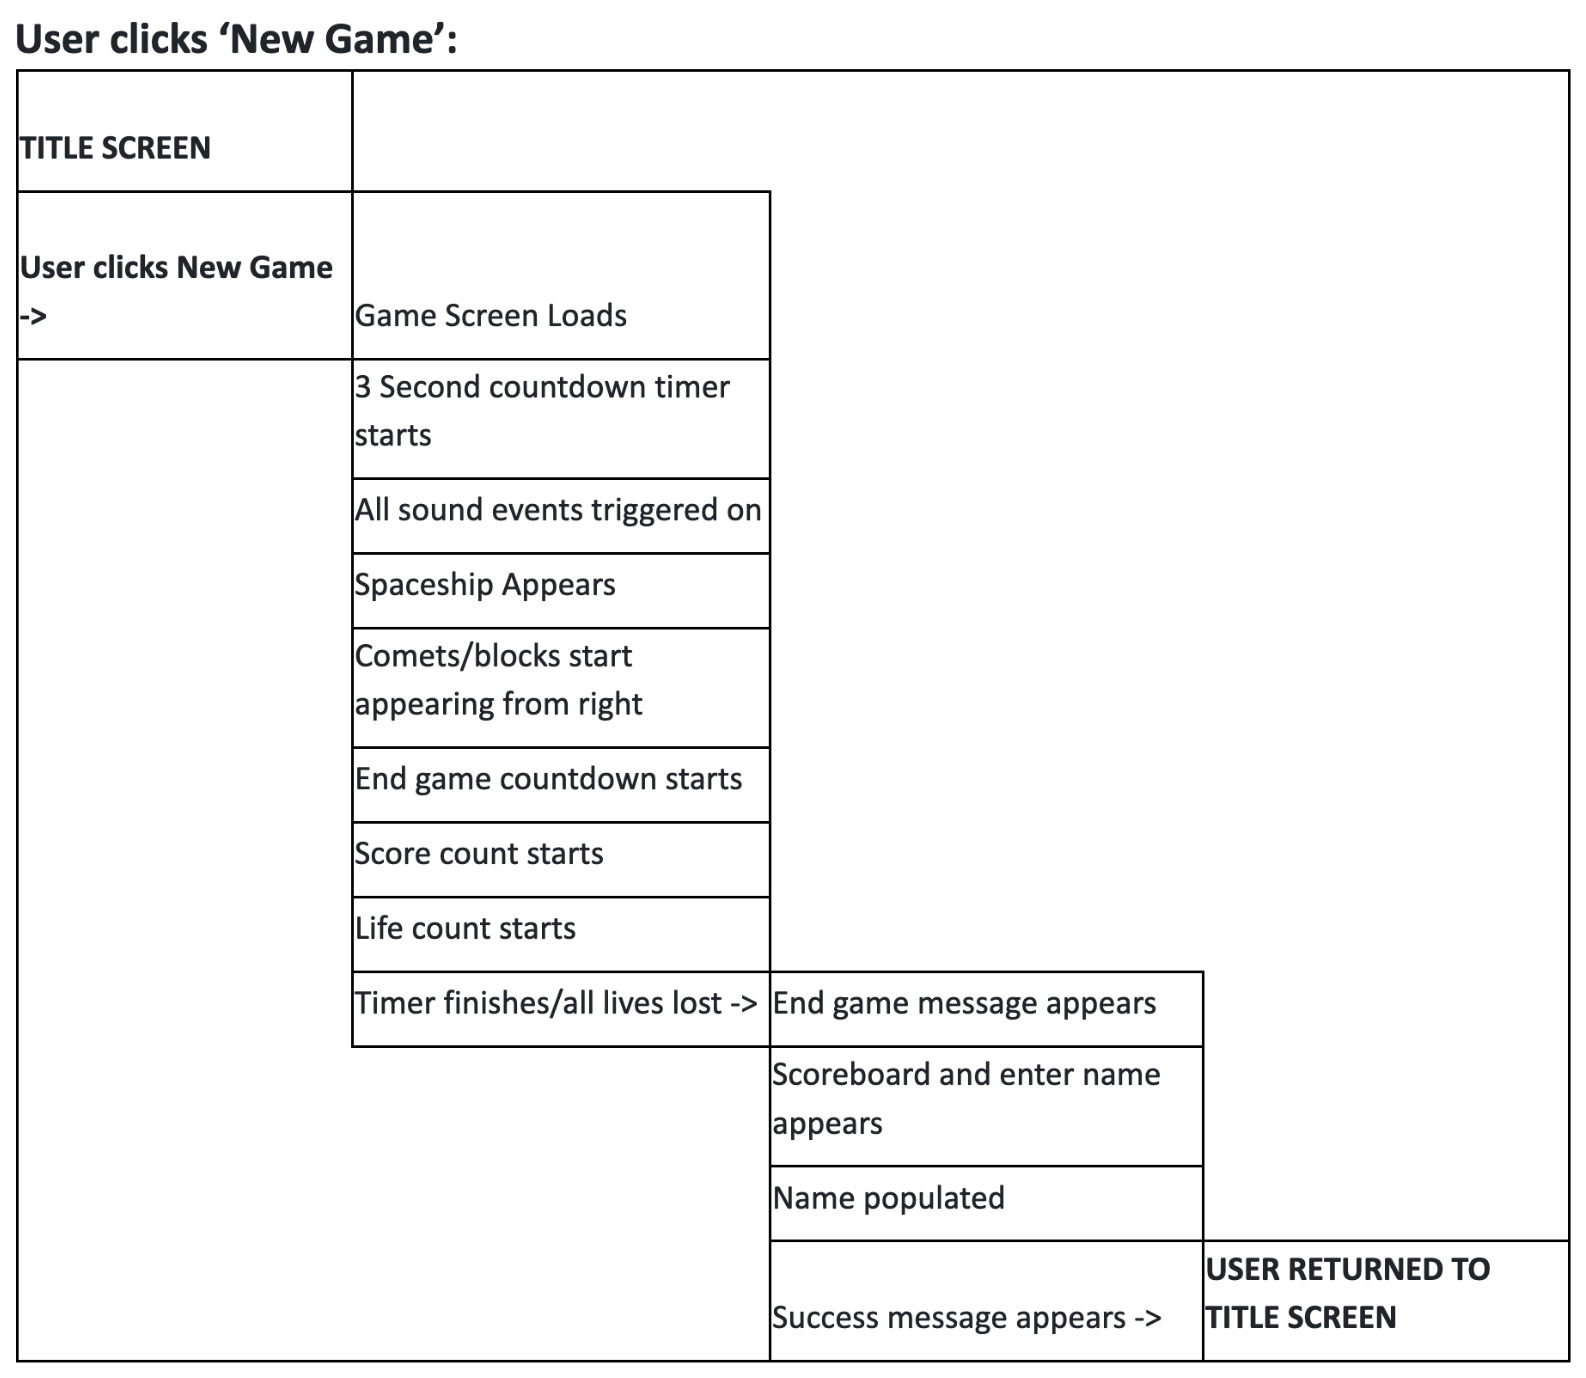 User clicks ‘New Game’:
TITLE SCREEN
User clicks New Game
->
Game Screen Loads
3 Second countdown timer
starts
All sound events triggered on
Spaceship Appears
Comets/blocks start
appearing from right
End game countdown starts
Score count starts
Life count starts
Timer finishes/all lives lost ->
End game message appears
Scoreboard and enter name
appears
Name populated
Success message appears ->
USER RETURNED TO
TITLE SCREEN